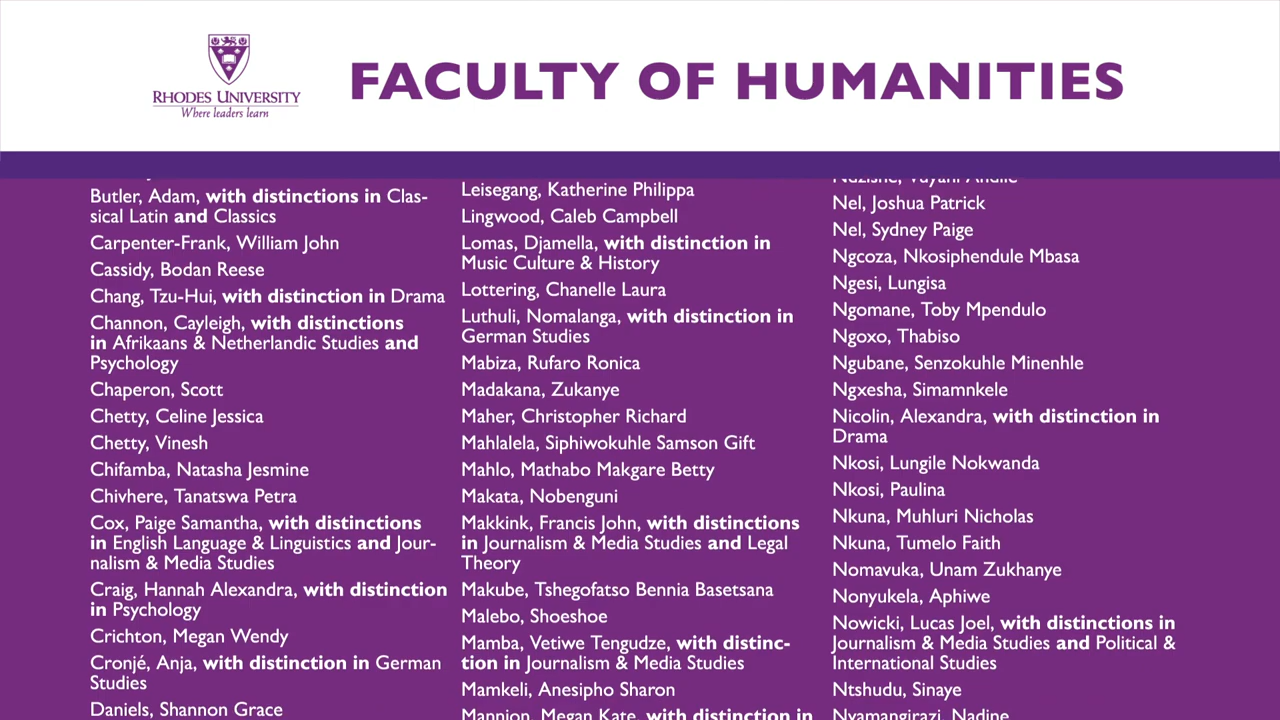 RHODES UNIVERSITY
Where leaders learn
FACULTY OF HUMANITIES
Butler, Adam, with distinctions in Clas-
sical Latin and Classics
Carpenter-Frank, William John
Cassidy, Bodan Reese
Chang, Tzu-Hui, with distinction in Drama
Channon, Cayleigh, with distinctions
in Afrikaans & Netherlandic Studies and
Psychology
Chaperon, Scott
Chetty, Celine Jessica
Chetty, Vinesh
Chifamba, Natasha Jesmine
Chivhere, Tanatswa Petra
Cox, Paige Samantha, with distinctions
in English Language & Linguistics and Jour-
nalism & Media Studies
Craig, Hannah Alexandra, with distinction
in Psychology
Crichton, Megan Wendy
Cronjé, Anja, with distinction in German
Studies
Daniels, Shannon Grace
Leisegang, Katherine Philippa
Lingwood, Caleb Campbell
Lomas, Djamella, with distinction in
Music Culture & History
Lottering, Chanelle Laura
Luthuli, Nomalanga, with distinction in
German Studies
Mabiza, Rufaro Ronica
Madakana, Zukanye
Maher, Christopher Richard
Mahlalela, Siphiwokuhle Samson Gift
Mahlo, Mathabo Makgare Betty
Makata, Nobenguni
Makkink, Francis John, with distinctions
in Journalism & Media Studies and Legal
Theory
Makube, Tshegofatso Bennia Basetsana
Malebo, Shoeshoe
Mamba, Vetiwe Tengudze, with distinc-
tion in Journalism & Media Studies
Mamkeli, Anesipho Sharon
Mannion, Megan Kate, with distinction in
Nel, Joshua Patrick
Nel, Sydney Paige
Ngcoza, Nkosiphendule Mbasa
Ngesi, Lungisa
Ngomane, Toby Mpendulo
Ngoxo, Thabiso
Ngubane, Senzokuhle Minenhle
Ngxesha, Simamnkele
Nicolin, Alexandra, with distinction in
Drama
Nkosi, Lungile Nokwanda
Nkosi, Paulina
Nkuna, Muhluri Nicholas
Nkuna, Tumelo Faith
Nomavuka, Unam Zukhanye
Nonyukela, Aphiwe
Nowicki, Lucas Joel, with distinctions in
Journalism & Media Studies and Political &
International Studies
Ntshudu, Sinaye
Nyamangirazi, Nadine